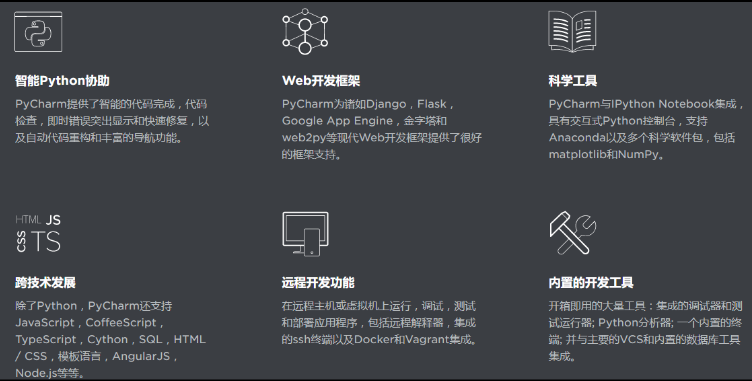 智能Python协助
PyCharm提供了智能的代码完成，代码
检查，即时错误突出显示和快速修复，以
及自动代码重构和丰富的导航功能。
Web开发框架
PyCharm为诸如Django，Flask，
Google App Engine，金字塔和
web2py等现代Web开发框架提供了很好
的框架支持。
科学工具
PyCharm与IPython Notebook集成，
具有交互式Python控制台，支持
Anaconda以及多个科学软件包，包括
matplotlib和NumPy。
HTML JS
CSS TS
跨技术发展
除了Python，PyCharm还支持
JavaScript，CoffeeScript，
TypeScript，Cython，SQL，HTML
/ CSS，模板语言，AngularJS，
Node.js等等。
远程开发功能
在远程主机或虚拟机上运行，调试，测试
和部署应用程序，包括远程解释器，集成
的ssh终端以及Docker和Vagrant集成。
内置的开发工具
开箱即用的大量工具：集成的调试器和测
试运行器; Python分析器; 一个内置的终
端; 并与主要的VCS和内置的数据库工具
集成。